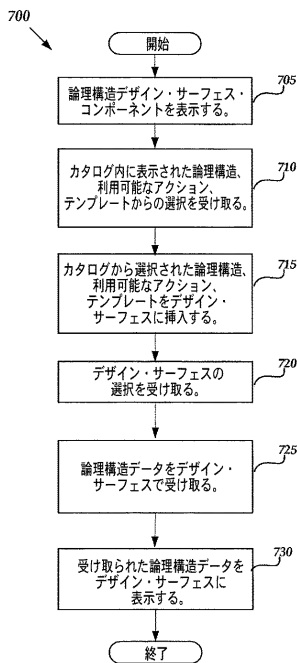 700
開始
論理構造デザイン・サーフェス・
コンポーネントを表示する。
705
カタログ内に表示された論理構造、
利用可能なアクション、
テンプレートからの選択を受け取る。
710
カタログから選択された論理構造、
利用可能なアクション、
テンプレートをデザイン・
サーフェスに挿入する。
715
デザイン・サーフェスの
選択を受け取る。
720
論理構造データをデザイン・
サーフェスで受け取る。
725
受け取られた論理構造データを
デザイン・サーフェスに
表示する。
730
終了